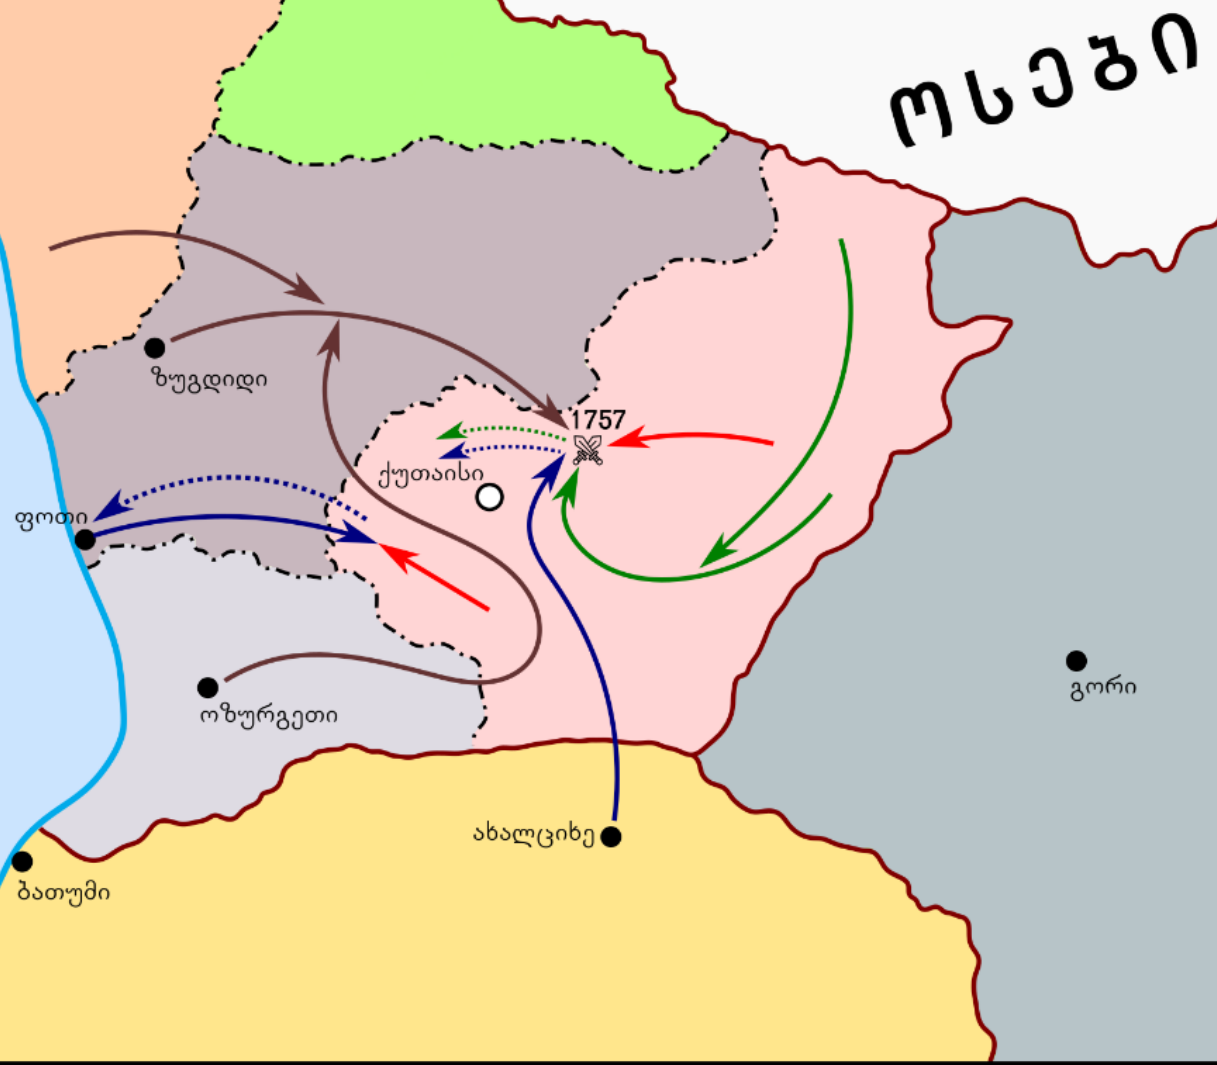 ოსები
ზუგდიდი
1757
ქუთაისი
ფოთი
გორი
ოზურგეთი
ახალციხე
ბათუმი